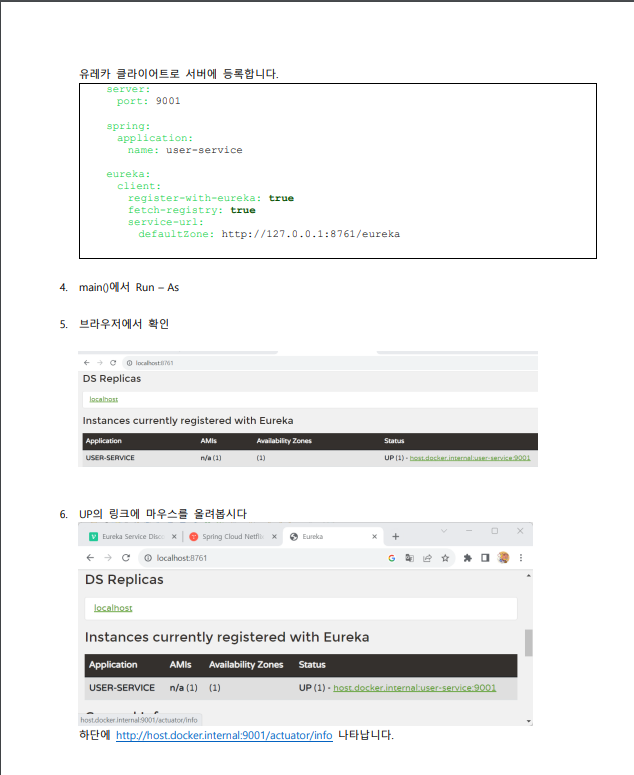 유레카 클라이어트로 서버에 등록합니다.
server:
port: 9001
spring:
application:
name: user-service
eureka:
client:
register-with-eureka: true
fetch-registry: true
service-url:
defaultZone: http://127.0.0.1:8761/eureka
4. main()에서 Run – As
5. 브라우저에서 확인
localhost:8761
DS Replicas
localhost
Instances currently registered with Eureka
Application AMIs Availability Zones Status
USER-SERVICE n/a (1) (1) UP (1) - host.docker.internal:user-service:9001
6. UP의 링크에 마우스를 올려봅시다
Eureka Service Disc Spring Cloud Netfli Eureka
localhost:8761
DS Replicas
localhost
Instances currently registered with Eureka
Application AMIs Availability Zones Status
USER-SERVICE n/a (1) (1) UP (1) - host.docker.internal:user-service:9001
host.docker.internal:9001/actuator/info
하단에 http://host.docker.internal:9001/actuator/info 나타납니다.